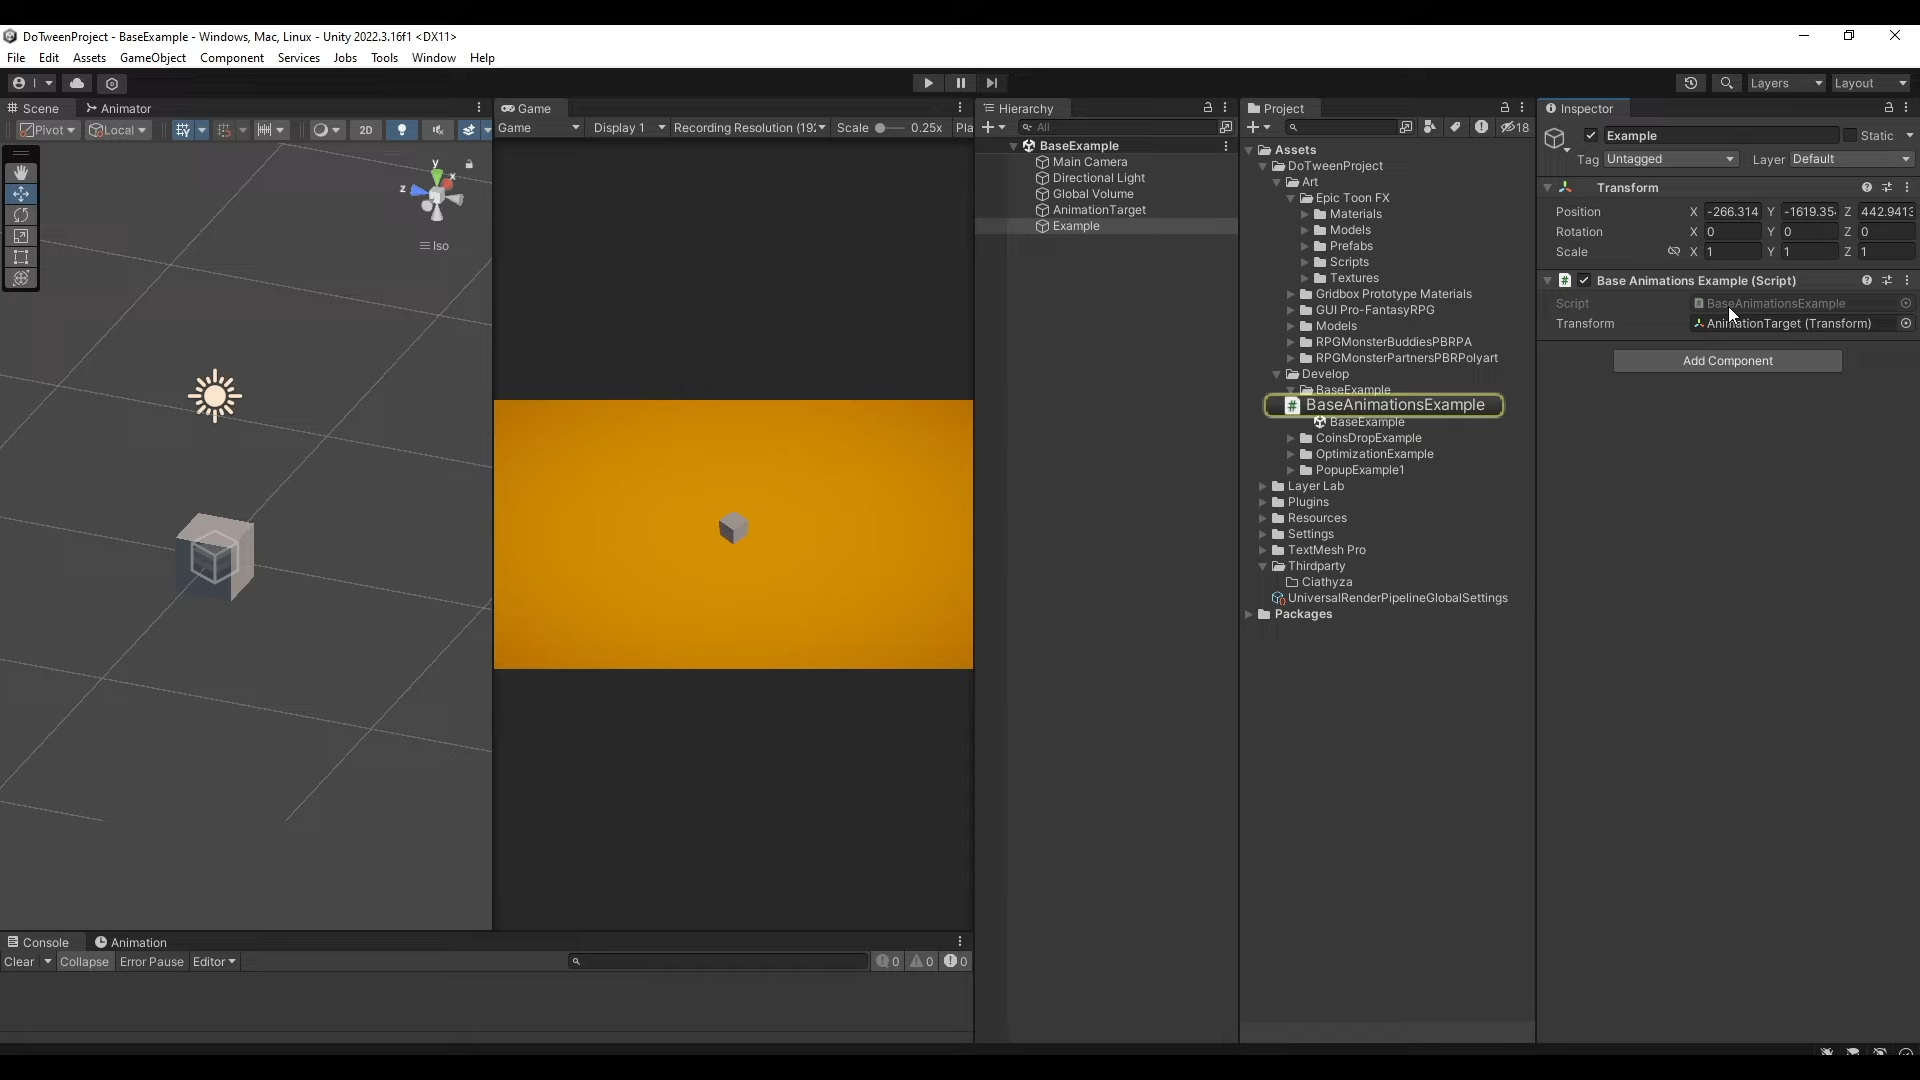 DoTweenProject - BaseExample - Windows, Mac, Linux - Unity 2022.3.16f1 <DX11>
File Edit Assets GameObject Component Services Jobs Tools Window Help
I Layers Layout
Scene Animator
Pivot Local 2D
y
x
z
Iso
Game
Game Display 1 Recording Resolution (192 Scale 0.25x Pla
Hierarchy
All
BaseExample
Main Camera
Directional Light
Global Volume
AnimationTarget
Example
Project
18
Assets
DoTweenProject
Art
Epic Toon FX
Materials
Models
Prefabs
Scripts
Textures
Gridbox Prototype Materials
GUI Pro-FantasyRPG
Models
RPGMonsterBuddiesPBRPA
RPGMonsterPartnersPBRPolyart
Develop
BaseExample
# BaseAnimationsExample
BaseExample
CoinsDropExample
OptimizationExample
PopupExample1
Layer Lab
Plugins
Resources
Settings
TextMesh Pro
Thirdparty
Ciathyza
UniversalRenderPipelineGlobalSettings
Packages
Inspector
Example Static
Tag Untagged Layer Default
Transform
Position X -266.314 Y -1619.35 Z 442.9413
Rotation X 0 Y 0 Z 0
Scale X 1 Y 1 Z 1
# Base Animations Example (Script)
Script BaseAnimationsExample
Transform AnimationTarget (Transform)
Add Component
Console Animation
Clear Collapse Error Pause Editor 0 0 0